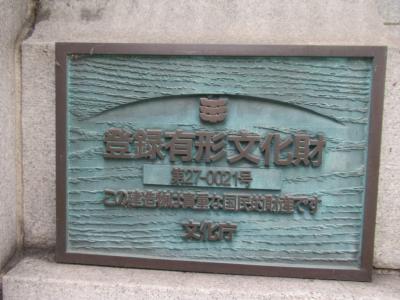 登録有形文化財
第27-0021号
この建造物は貴重な国民的財産です
文化庁